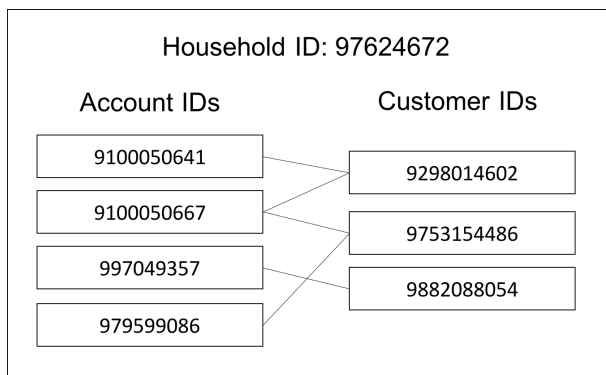 Household ID: 97624672
Account IDs
Customer IDs
9100050641
9100050667
997049357
979599086
9298014602
9753154486
9882088054